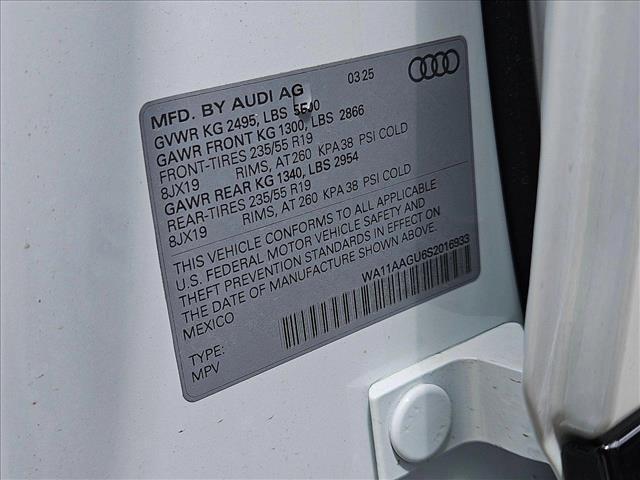 MFD. BY AUDI AG 03 25
GVWR KG 2495, LBS 5500
GAWR FRONT KG 1300, LBS 2866
FRONT-TIRES 235/55 R19
8JX19 RIMS, AT 260 KPA 38 PSI COLD
GAWR REAR KG 1340, LBS 2954
REAR-TIRES 235/55 R19
8JX19 RIMS, AT 260 KPA 38 PSI COLD
THIS VEHICLE CONFORMS TO ALL APPLICABLE
U.S. FEDERAL MOTOR VEHICLE SAFETY AND
THEFT PREVENTION STANDARDS IN EFFECT ON
THE DATE OF MANUFACTURE SHOWN ABOVE.
MEXICO WA11AAGU6S2016933
TYPE:
MPV